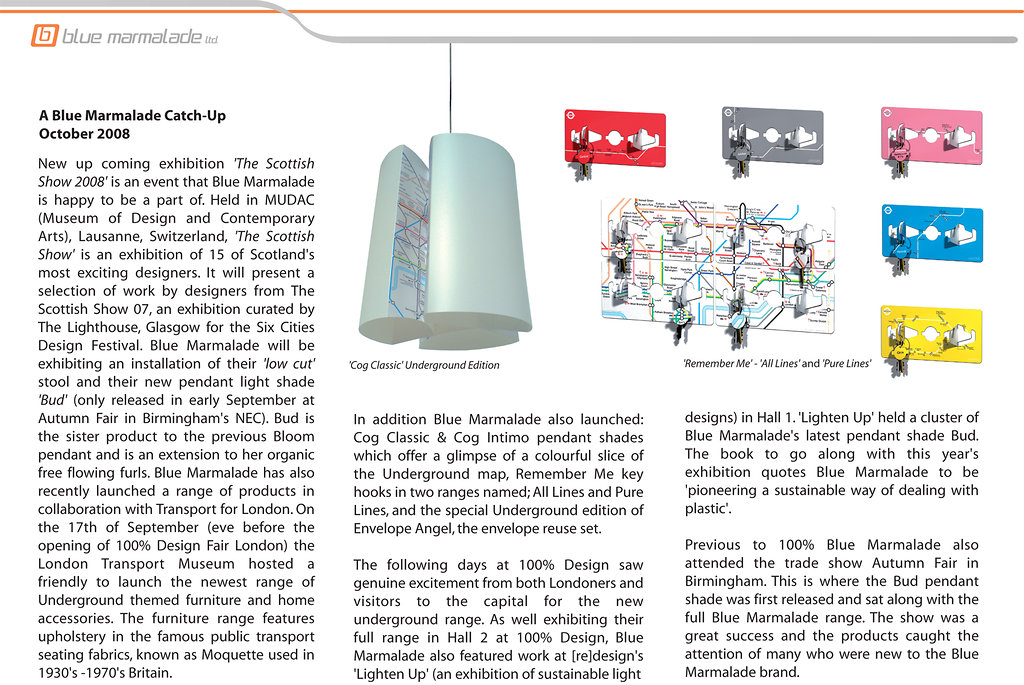 blue marmalade ltd
A Blue Marmalade Catch-Up
October 2008
New up coming exhibition 'The Scottish
Show 2008' is an event that Blue Marmalade
is happy to be a part of. Held in MUDAC
(Museum of Design and Contemporary
Arts), Lausanne, Switzerland, 'The Scottish
Show' is an exhibition of 15 of Scotland's
most exciting designers. It will present a
selection of work by designers from The
Scottish Show 07, an exhibition curated by
The Lighthouse, Glasgow for the Six Cities
Design Festival. Blue Marmalade will be
exhibiting an installation of their 'low cut'
stool and their new pendant light shade
'Bud' (only released in early September at
Autumn Fair in Birmingham's NEC). Bud is
the sister product to the previous Bloom
pendant and is an extension to her organic
free flowing furls. Blue Marmalade has also
recently launched a range of products in
collaboration with Transport for London. On
the 17th of September (eve before the
opening of 100% Design Fair London) the
London Transport Museum hosted a
friendly to launch the newest range of
Underground themed furniture and home
accessories. The furniture range features
upholstery in the famous public transport
seating fabrics, known as Moquette used in
1930's -1970's Britain.
'Cog Classic' Underground Edition
In addition Blue Marmalade also launched:
Cog Classic & Cog Intimo pendant shades
which offer a glimpse of a colourful slice of
the Underground map, Remember Me key
hooks in two ranges named; All Lines and Pure
Lines, and the special Underground edition of
Envelope Angel, the envelope reuse set.
The following days at 100% Design saw
genuine excitement from both Londoners and
visitors to the capital for the new
underground range. As well exhibiting their
full range in Hall 2 at 100% Design, Blue
Marmalade also featured work at [re]design's
'Lighten Up' (an exhibition of sustainable light
'Remember Me' - 'All Lines' and 'Pure Lines'
designs) in Hall 1. 'Lighten Up' held a cluster of
Blue Marmalade's latest pendant shade Bud.
The book to go along with this year's
exhibition quotes Blue Marmalade to be
'pioneering a sustainable way of dealing with
plastic'.
Previous to 100% Blue Marmalade also
attended the trade show Autumn Fair in
Birmingham. This is where the Bud pendant
shade was first released and sat along with the
full Blue Marmalade range. The show was a
great success and the products caught the
attention of many who were new to the Blue
Marmalade brand.